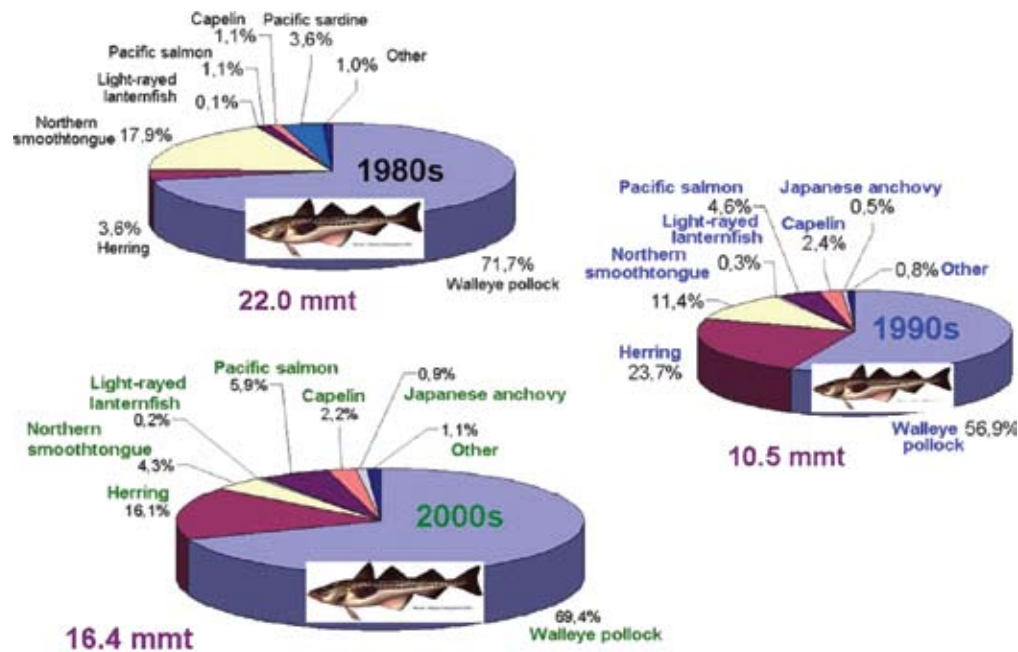 Capelin
1,1%
Pacific sardine
3,6%
Pacific salmon
1,1%
Other
1,0%
Light-rayed
lanternfish
0.1%
Northern
smoothtongue 17,9%
1980s
3,6%
Herring
71,7%
Walleye pollock
22.0 mmt
Pacific salmon
4,6%
Japanese anchovy
0,5%
Light-rayed
lanternfish
0,3%
Capelin
2,4%
Northern
smoothtongue
11,4%
0,8% Other
1990s
Herring
23,7%
Walleye 56,9%
pollock
10.5 mmt
Pacific salmon
5,9%
0,9%
Japanese anchovy
Light-rayed
lanternfish
0,2%
Capelin
2,2%
Northern
smoothtongue
4,3%
1,1%
Other
Herring
16,1%
2000s
69,4%
Walleye pollock
16.4 mmt